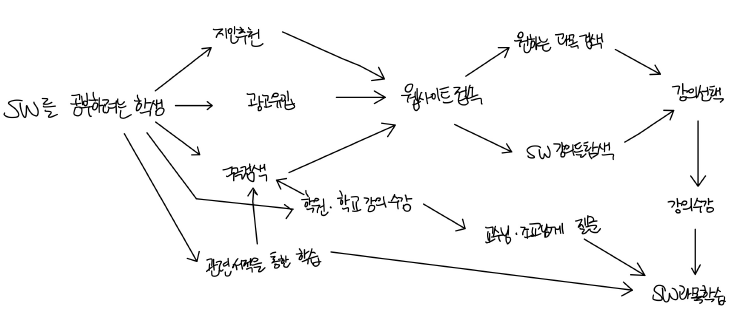 지인추천
원하는 과목 검색
SW를 공부하려는 학생
광고유입
웹사이트 접속
강의선택
구글검색
SW 강의들 탐색
학원·학교 강의 수강
강의수강
교수님·조교님께 질문
관련서적을 통한 학습
SW과목학습